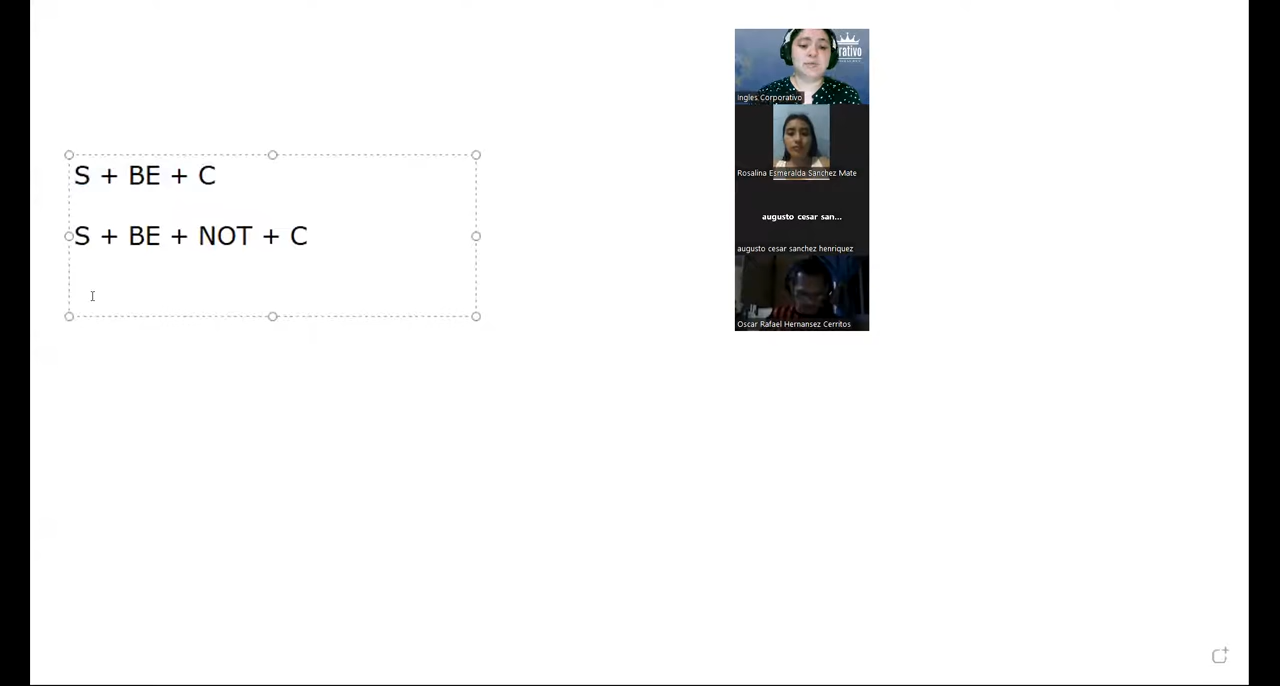 S + BE + C
S + BE + NOT + C
rativo
Ingles Corporativo
Rosalina Esmeralda Sanchez Mate
augusto cesar san...
augusto cesar sanchez henriquez
Oscar Rafael Hernansez Cerritos